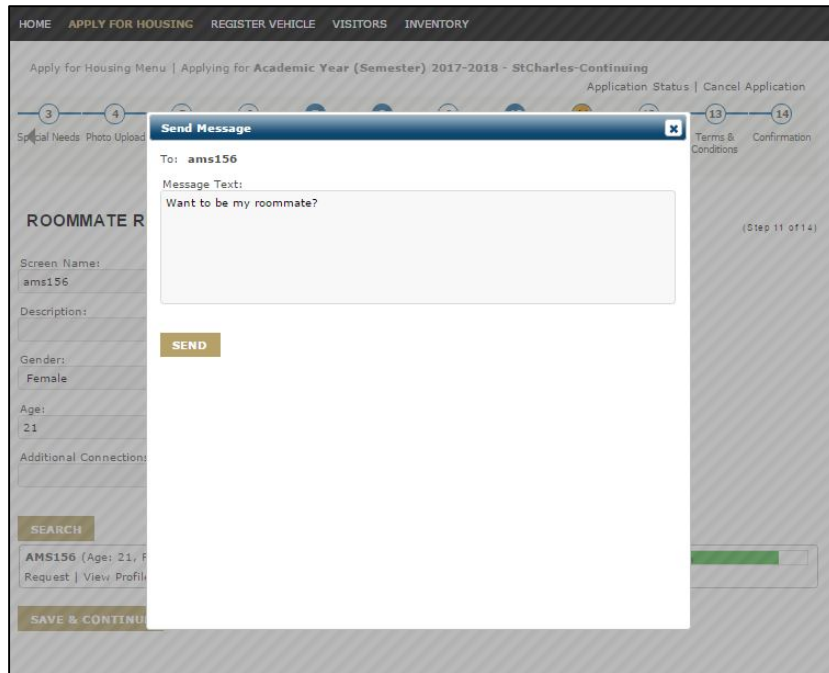 HOME APPLY FOR HOUSING REGISTER VEHICLE VISITORS INVENTORY
Apply for Housing Menu | Applying for Academic Year (Semester) 2017-2018 - StCharles-Continuing
Application Status | Cancel Application
3 4 13 14
Special Needs Photo Upload Terms & Conditions Confirmation
Send Message
To: ams156
Message Text:
Want to be my roommate?
SEND
ROOMMATE R
(Step 11 of 14)
Screen Name:
ams156
Description:
Gender:
Female
Age:
21
Additional Connections
SEARCH
AMS156 (Age: 21, F
Request | View Profile
SAVE & CONTINU